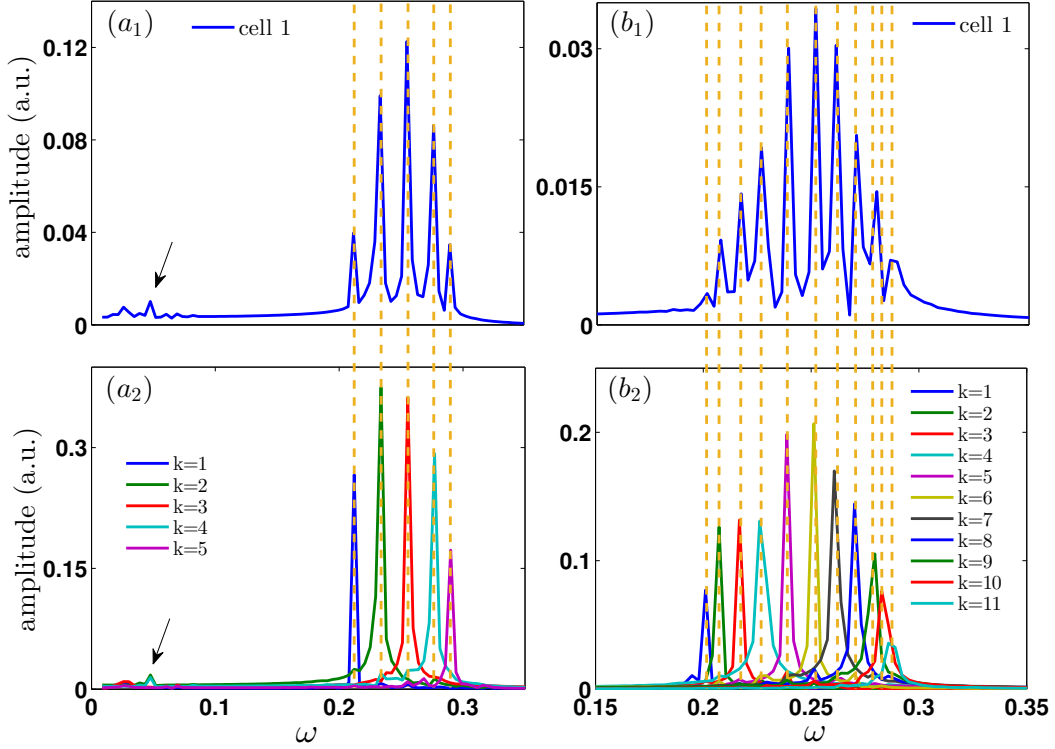 (a₁)
cell 1
amplitude (a.u.)
0.12
0.08
0.04
0
(b₁)
cell 1
0.03
0.015
0
(a₂)
amplitude (a.u.)
0.3
0.15
0
k=1
k=2
k=3
k=4
k=5
0
0.1
0.2
0.3
ω
(b₂)
0.2
0.1
0
k=1
k=2
k=3
k=4
k=5
k=6
k=7
k=8
k=9
k=10
k=11
0.15
0.2
0.25
0.3
0.35
ω